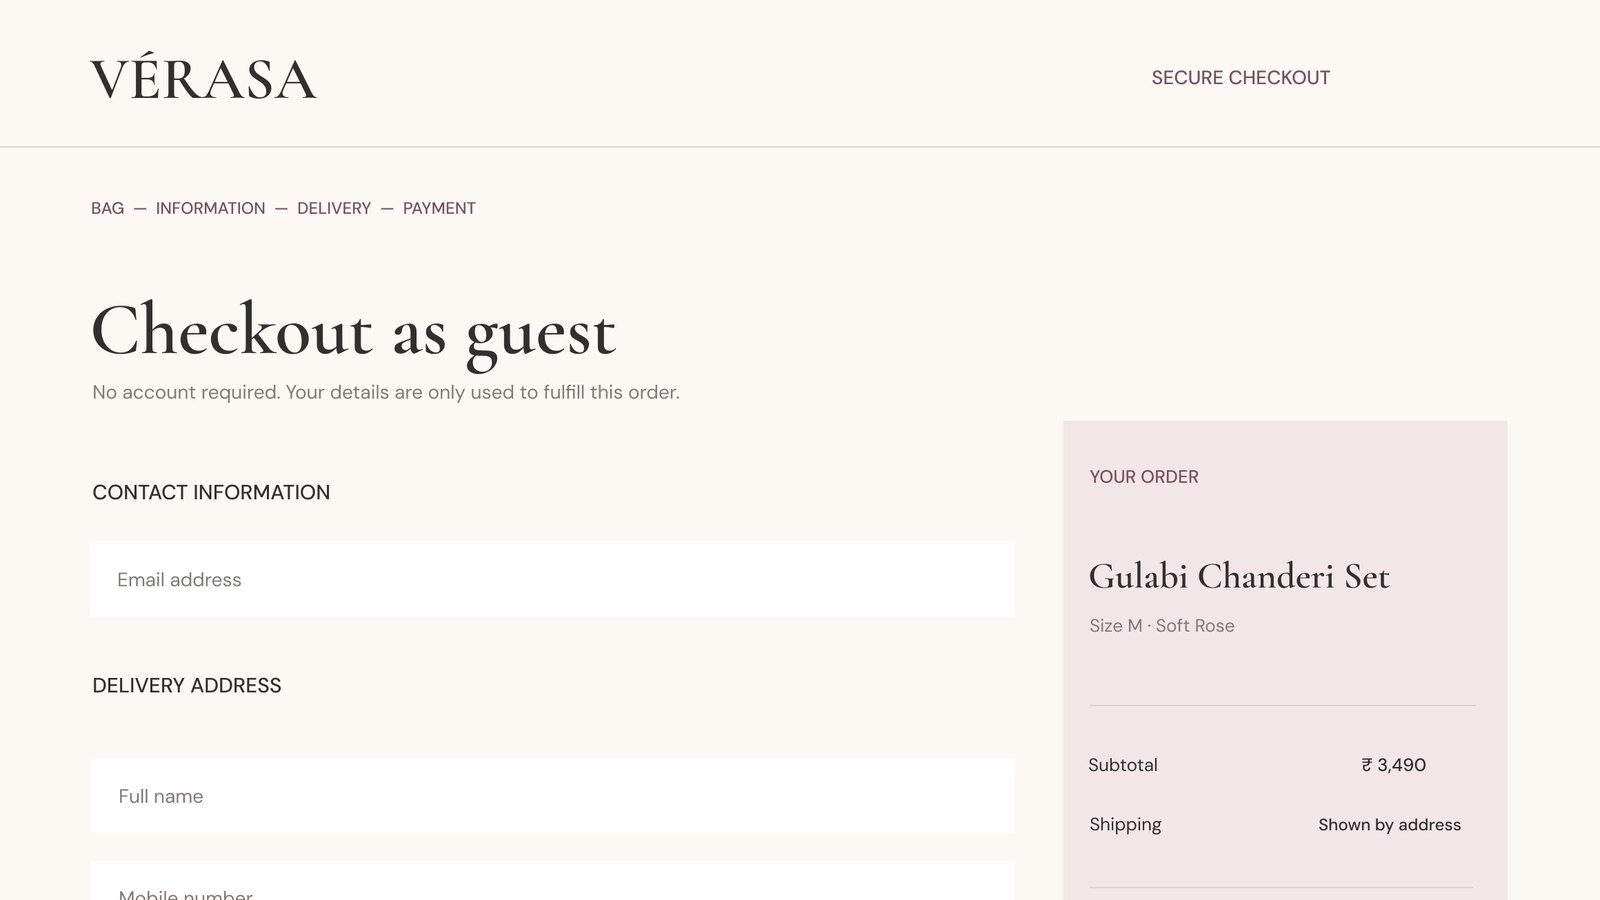 VÉRASA
SECURE CHECKOUT
BAG — INFORMATION — DELIVERY — PAYMENT
Checkout as guest
No account required. Your details are only used to fulfill this order.
CONTACT INFORMATION
Email address
DELIVERY ADDRESS
Full name
Mobile number
YOUR ORDER
Gulabi Chanderi Set
Size M · Soft Rose
Subtotal ₹ 3,490
Shipping Shown by address